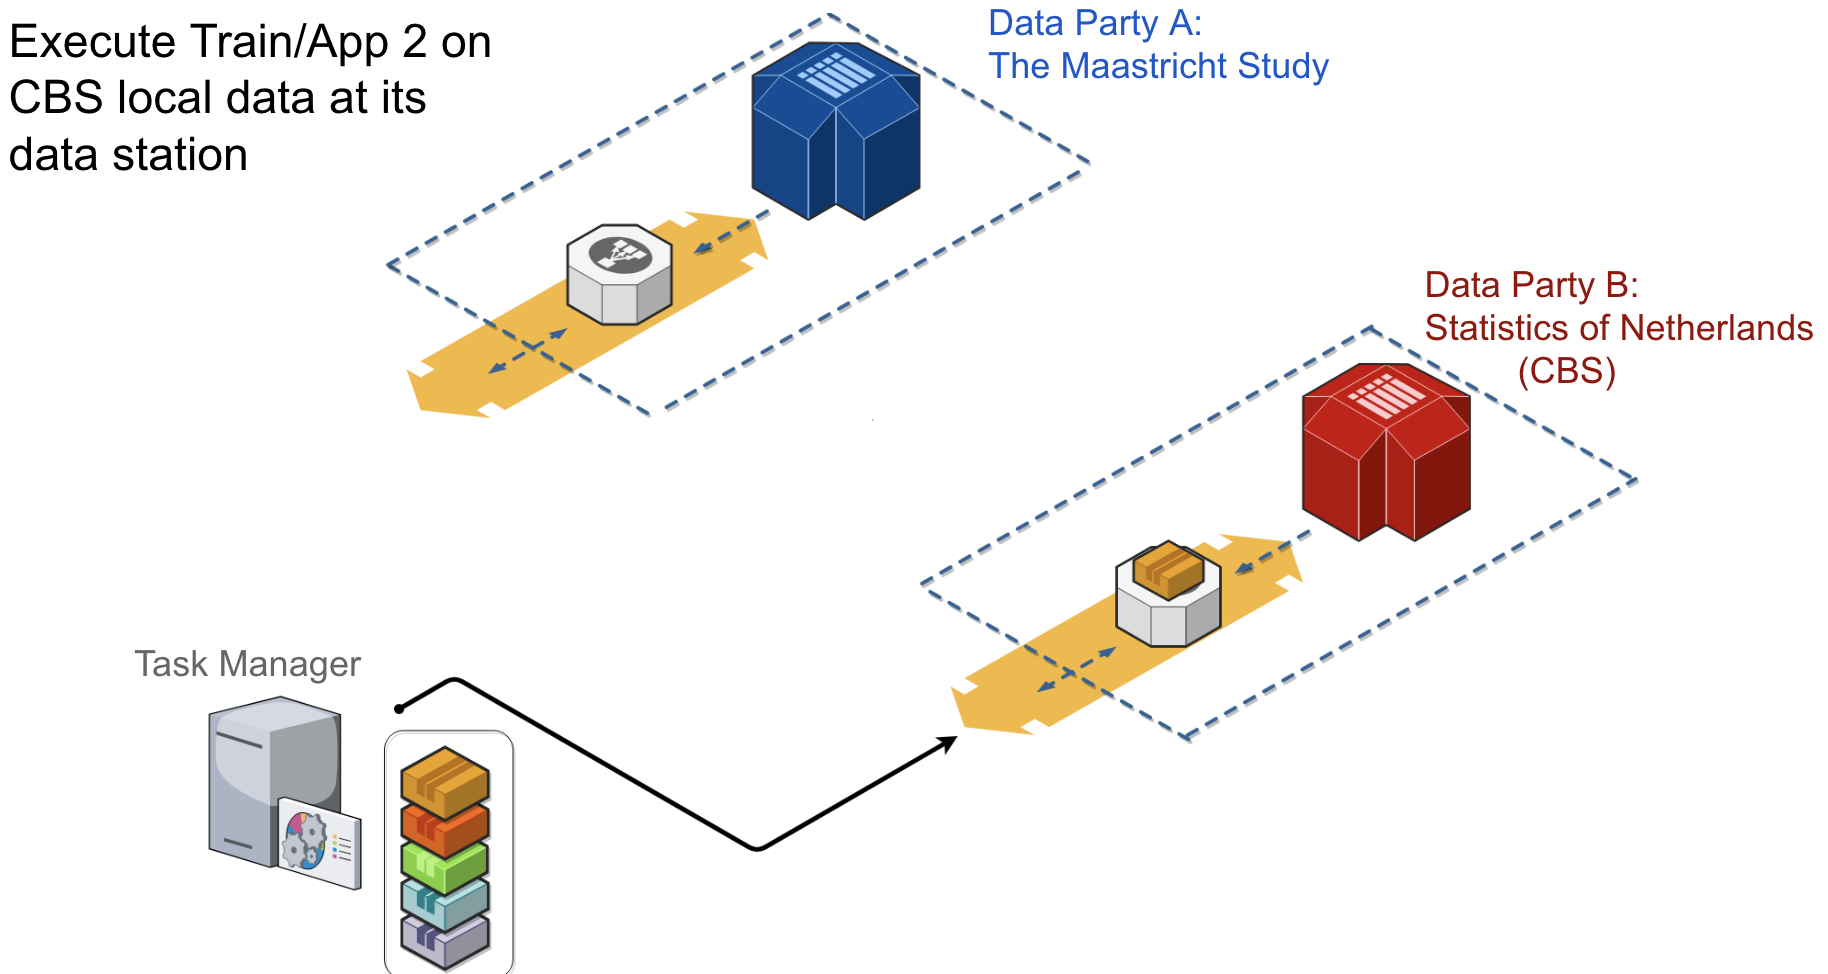 Execute Train/App 2 on
CBS local data at its
data station
Data Party A:
The Maastricht Study
Data Party B:
Statistics of Netherlands
(CBS)
Task Manager